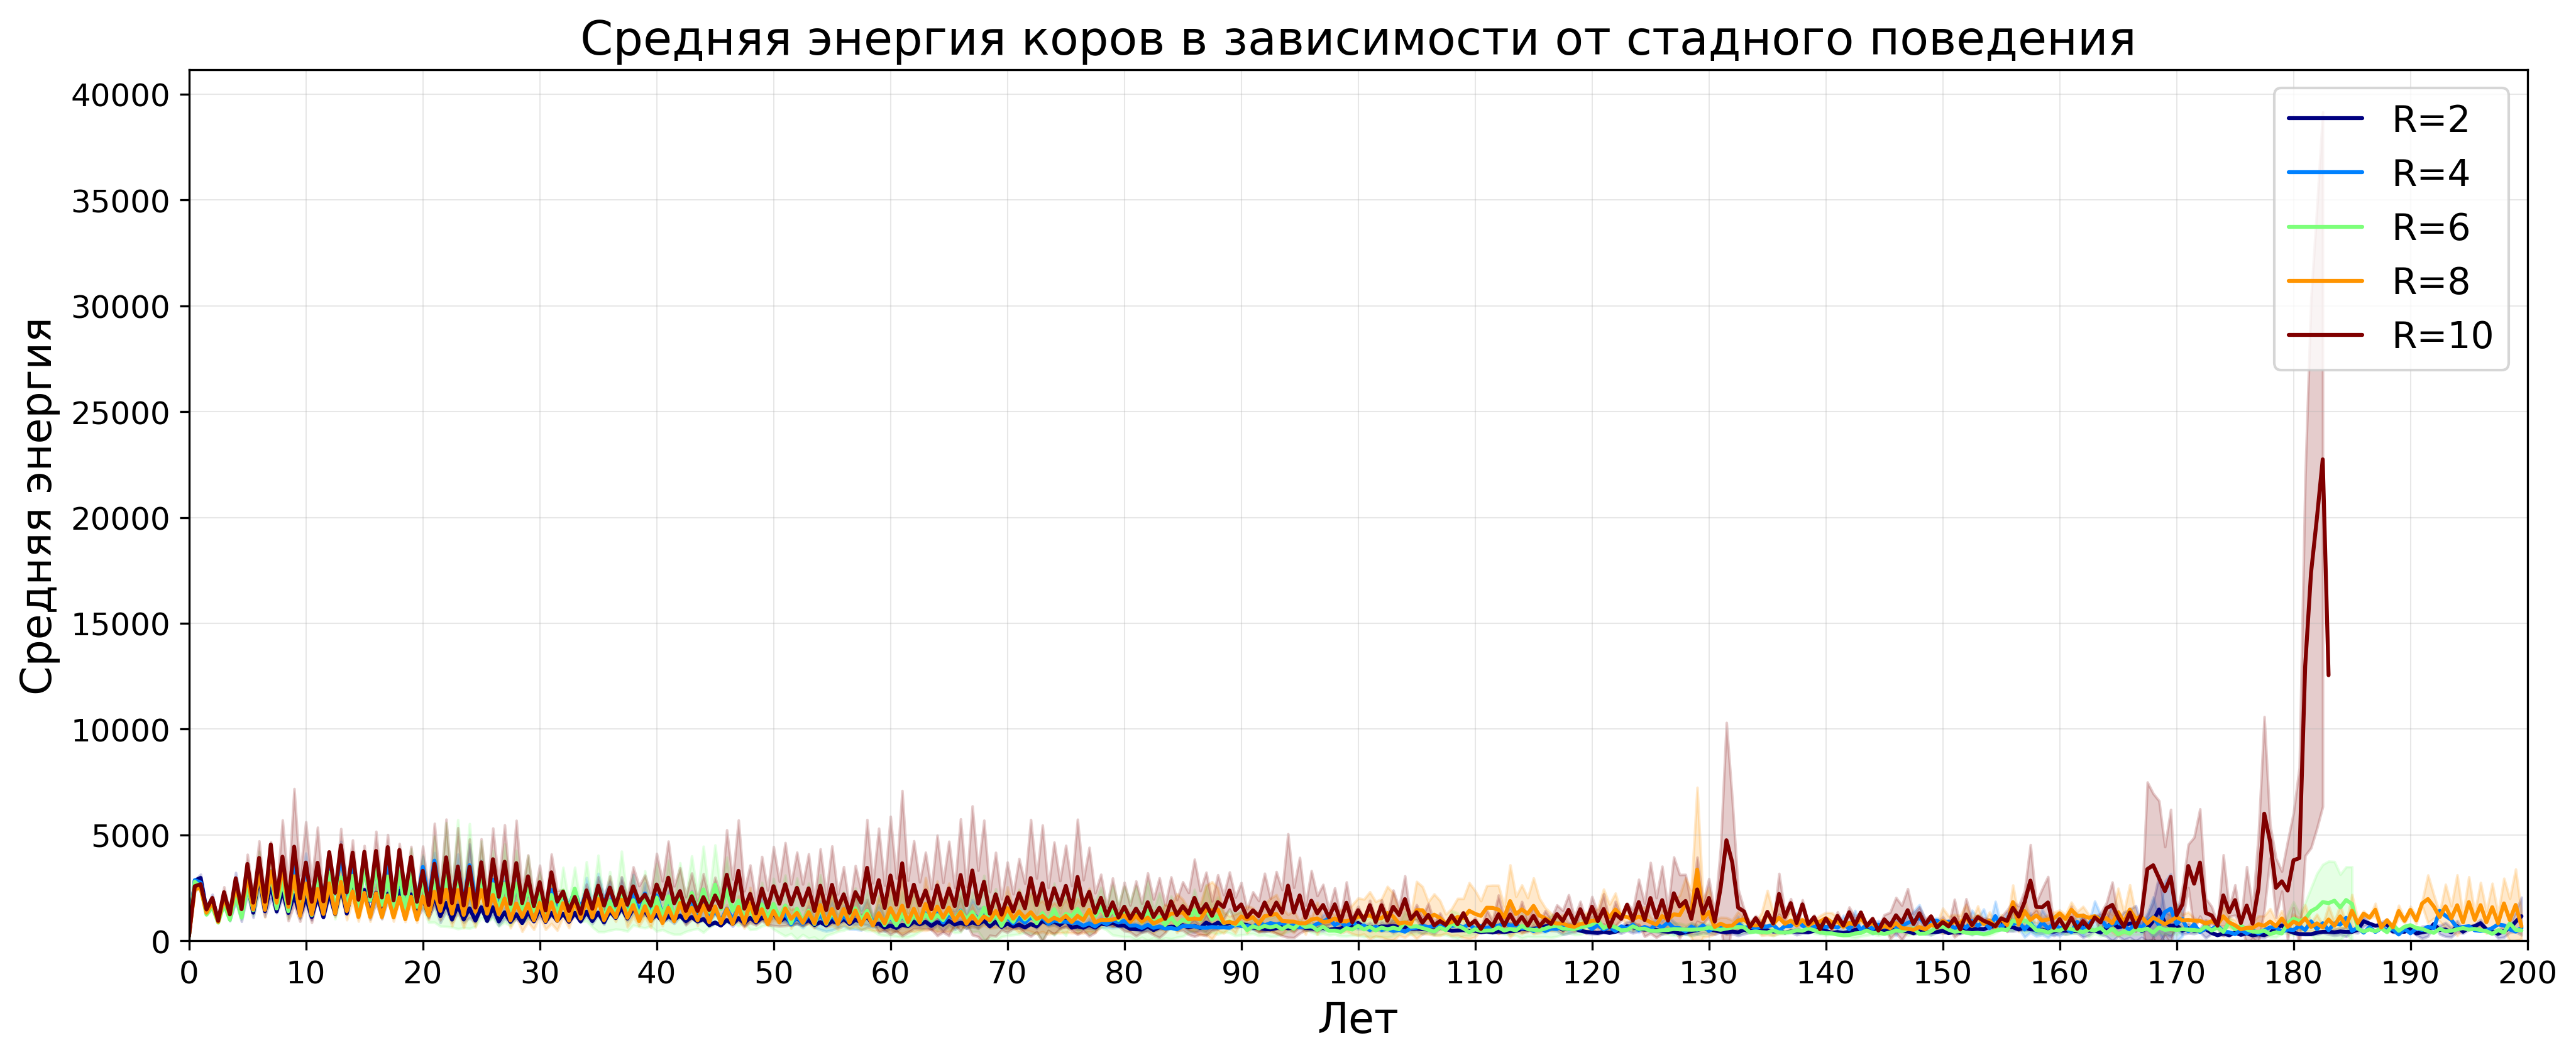 Средняя энергия коров в зависимости от стадного поведения
Средняя энергия
40000
35000
30000
25000
20000
15000
10000
5000
0
R=2
R=4
R=6
R=8
R=10
0 10 20 30 40 50 60 70 80 90 100 110 120 130 140 150 160 170 180 190 200
Лет